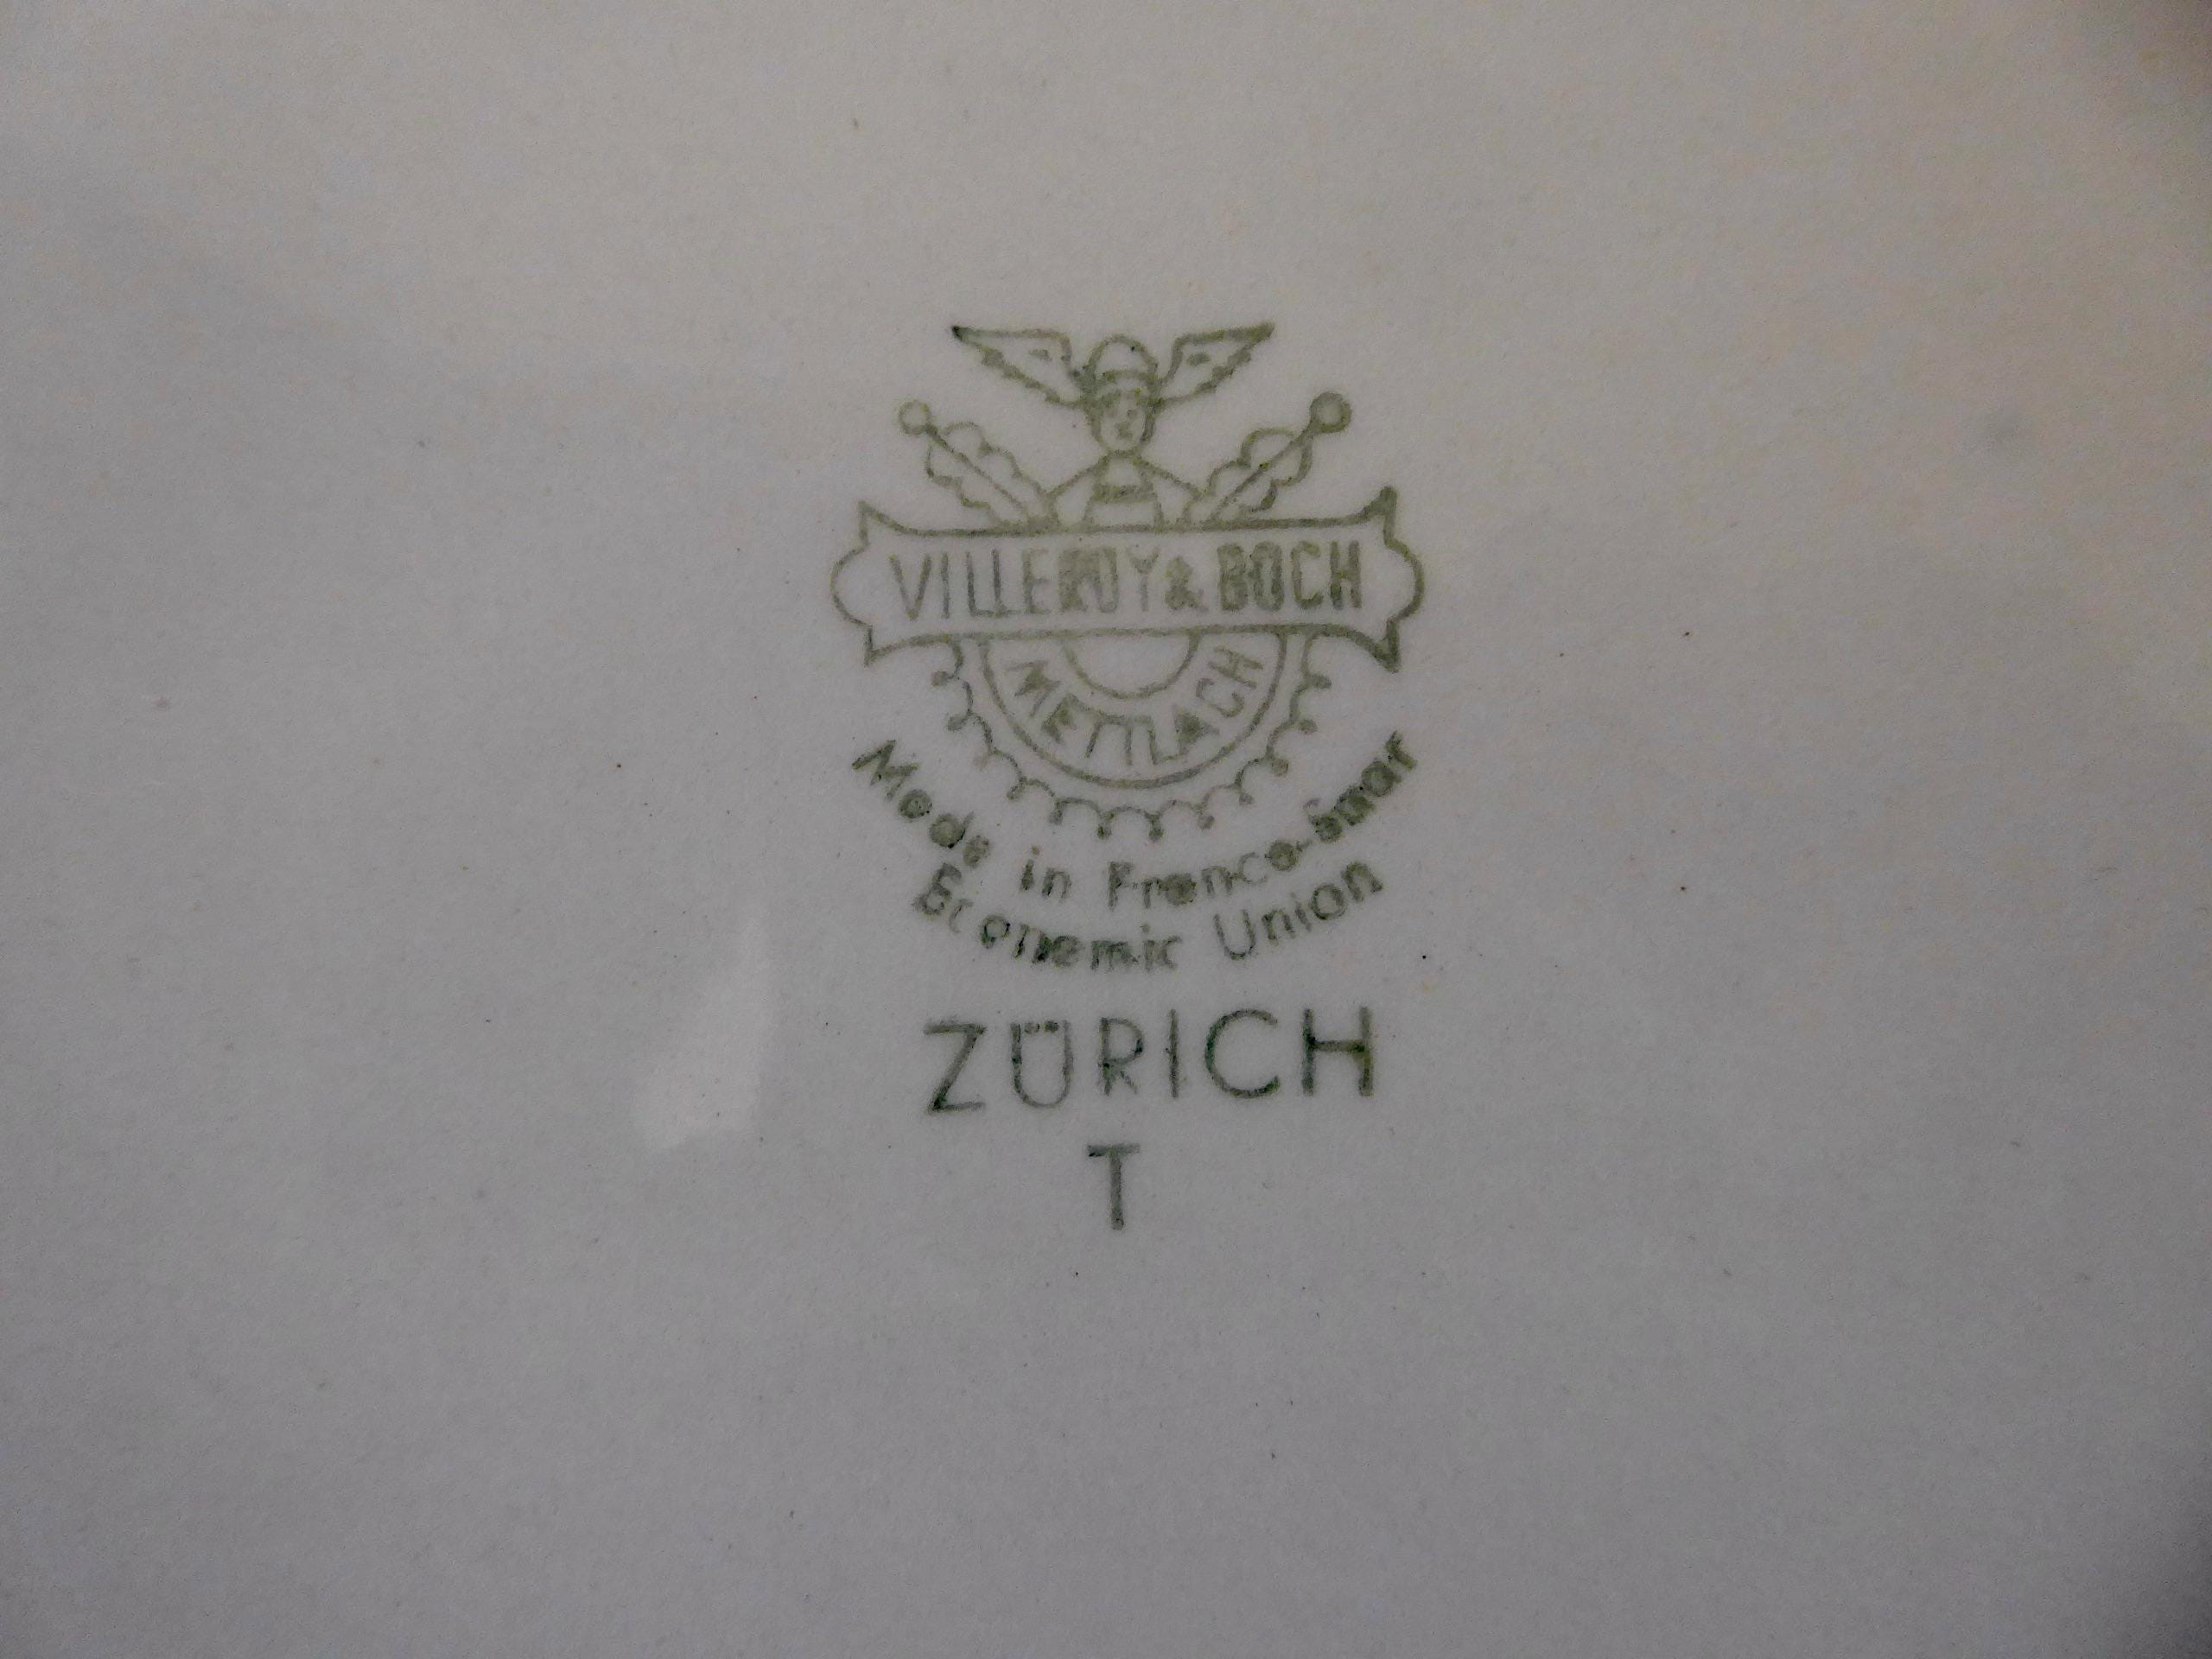 VILLEROY & BOCH
METTLACH
Made in France-Saar
Economic Union
ZÜRICH
T